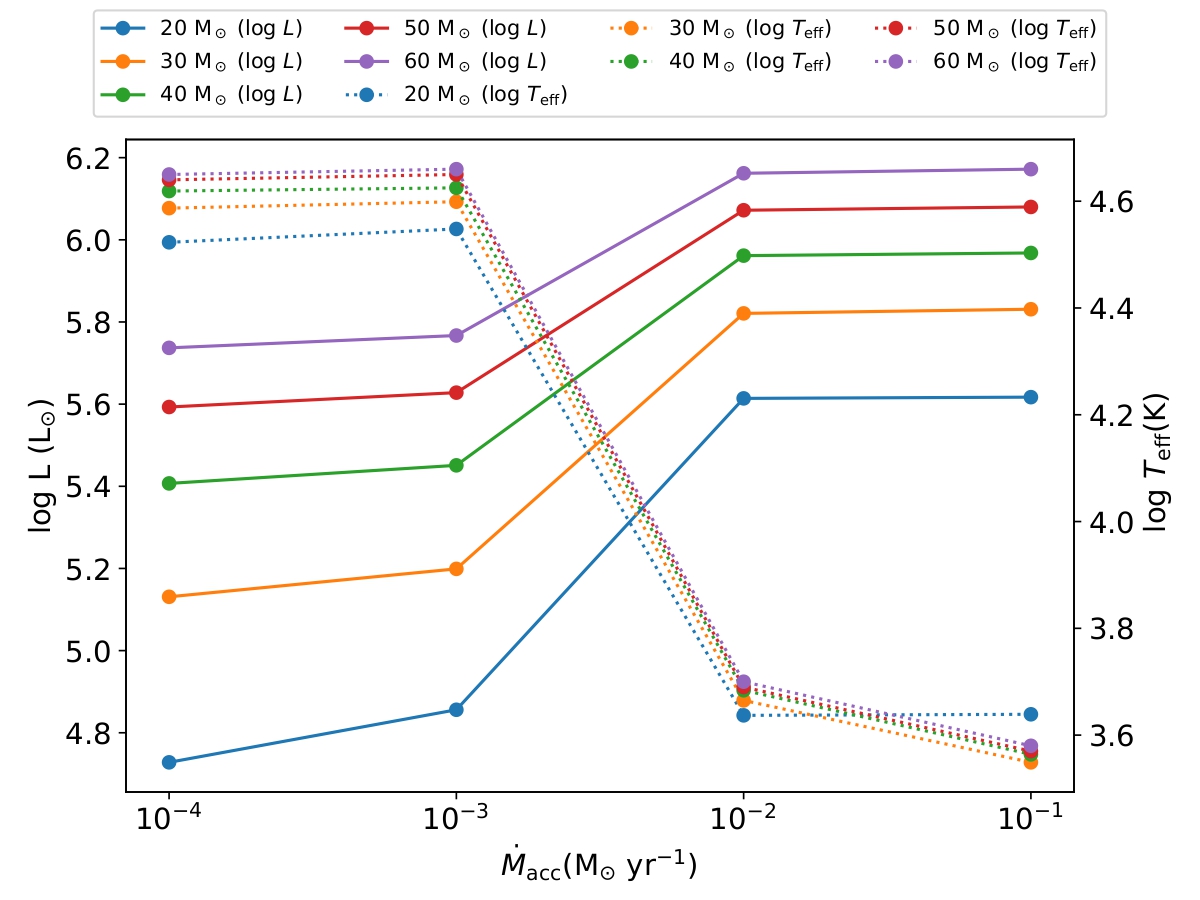 20 M⊙ (log L) 50 M⊙ (log L) 30 M⊙ (log Teff) 50 M⊙ (log Teff)
30 M⊙ (log L) 60 M⊙ (log L) 40 M⊙ (log Teff) 60 M⊙ (log Teff)
40 M⊙ (log L) 20 M⊙ (log Teff)
log L (L⊙)
6.2
6.0
5.8
5.6
5.4
5.2
5.0
4.8
4.6
4.4
4.2
4.0
3.8
3.6
log Teff(K)
10⁻⁴ 10⁻³ 10⁻² 10⁻¹
Ṁacc(M⊙ yr⁻¹)